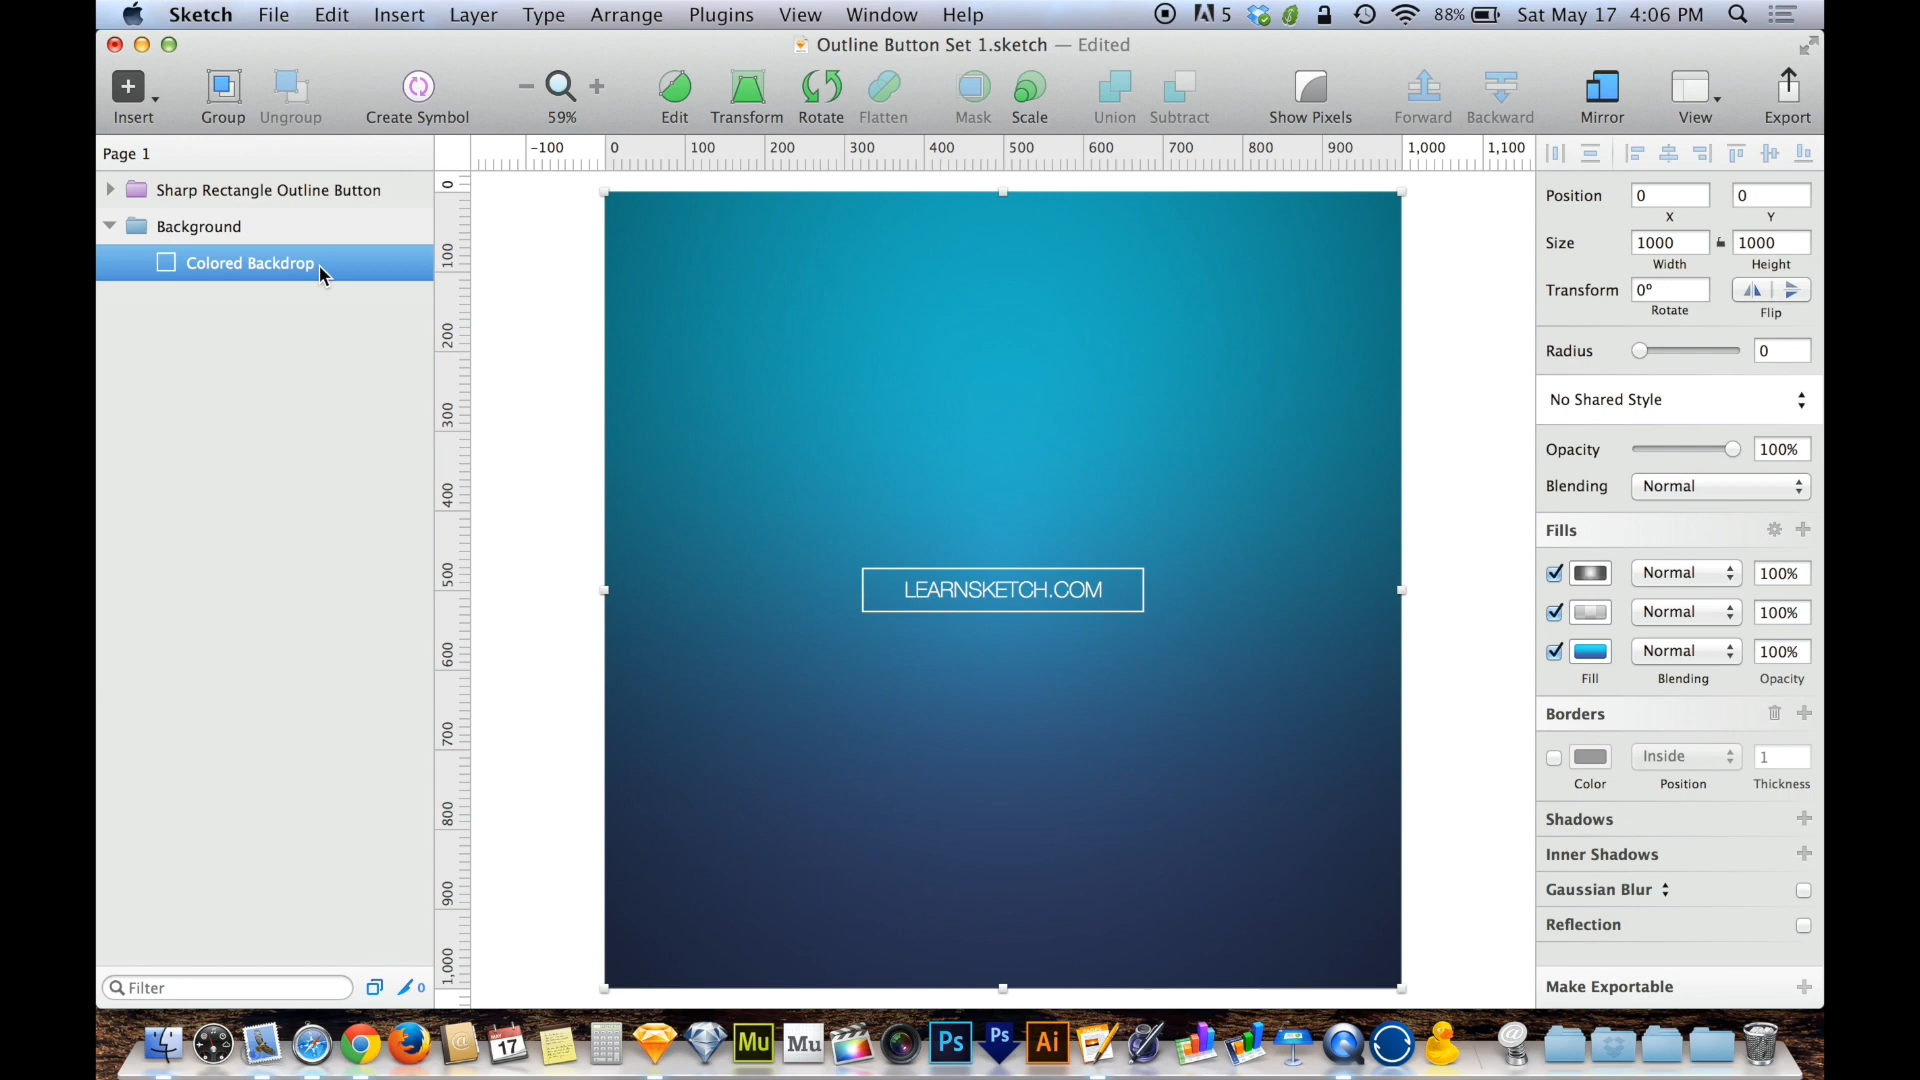 Sketch File Edit Insert Layer Type Arrange Plugins View Window Help 5 88% Sat May 17 4:06 PM
Outline Button Set 1.sketch — Edited
Insert Group Ungroup Create Symbol 59% Edit Transform Rotate Flatten Mask Scale Union Subtract Show Pixels Forward Backward Mirror View Export
Page 1
-100 0 100 200 300 400 500 600 700 800 900 1,000 1,100
Sharp Rectangle Outline Button
Background
Colored Backdrop
0
100
200
300
400
500
600
700
800
900
1,000
Filter
0
LEARNSKETCH.COM
Position 0 0
X Y
Size 1000 1000
Width Height
Transform 0°
Rotate Flip
Radius 0
No Shared Style
Opacity 100%
Blending Normal
Fills
Normal 100%
Normal 100%
Normal 100%
Fill Blending Opacity
Borders
Inside 1
Color Position Thickness
Shadows
Inner Shadows
Gaussian Blur
Reflection
Make Exportable
MAY
17
@
Mu Mu Ps Ps Ai
@